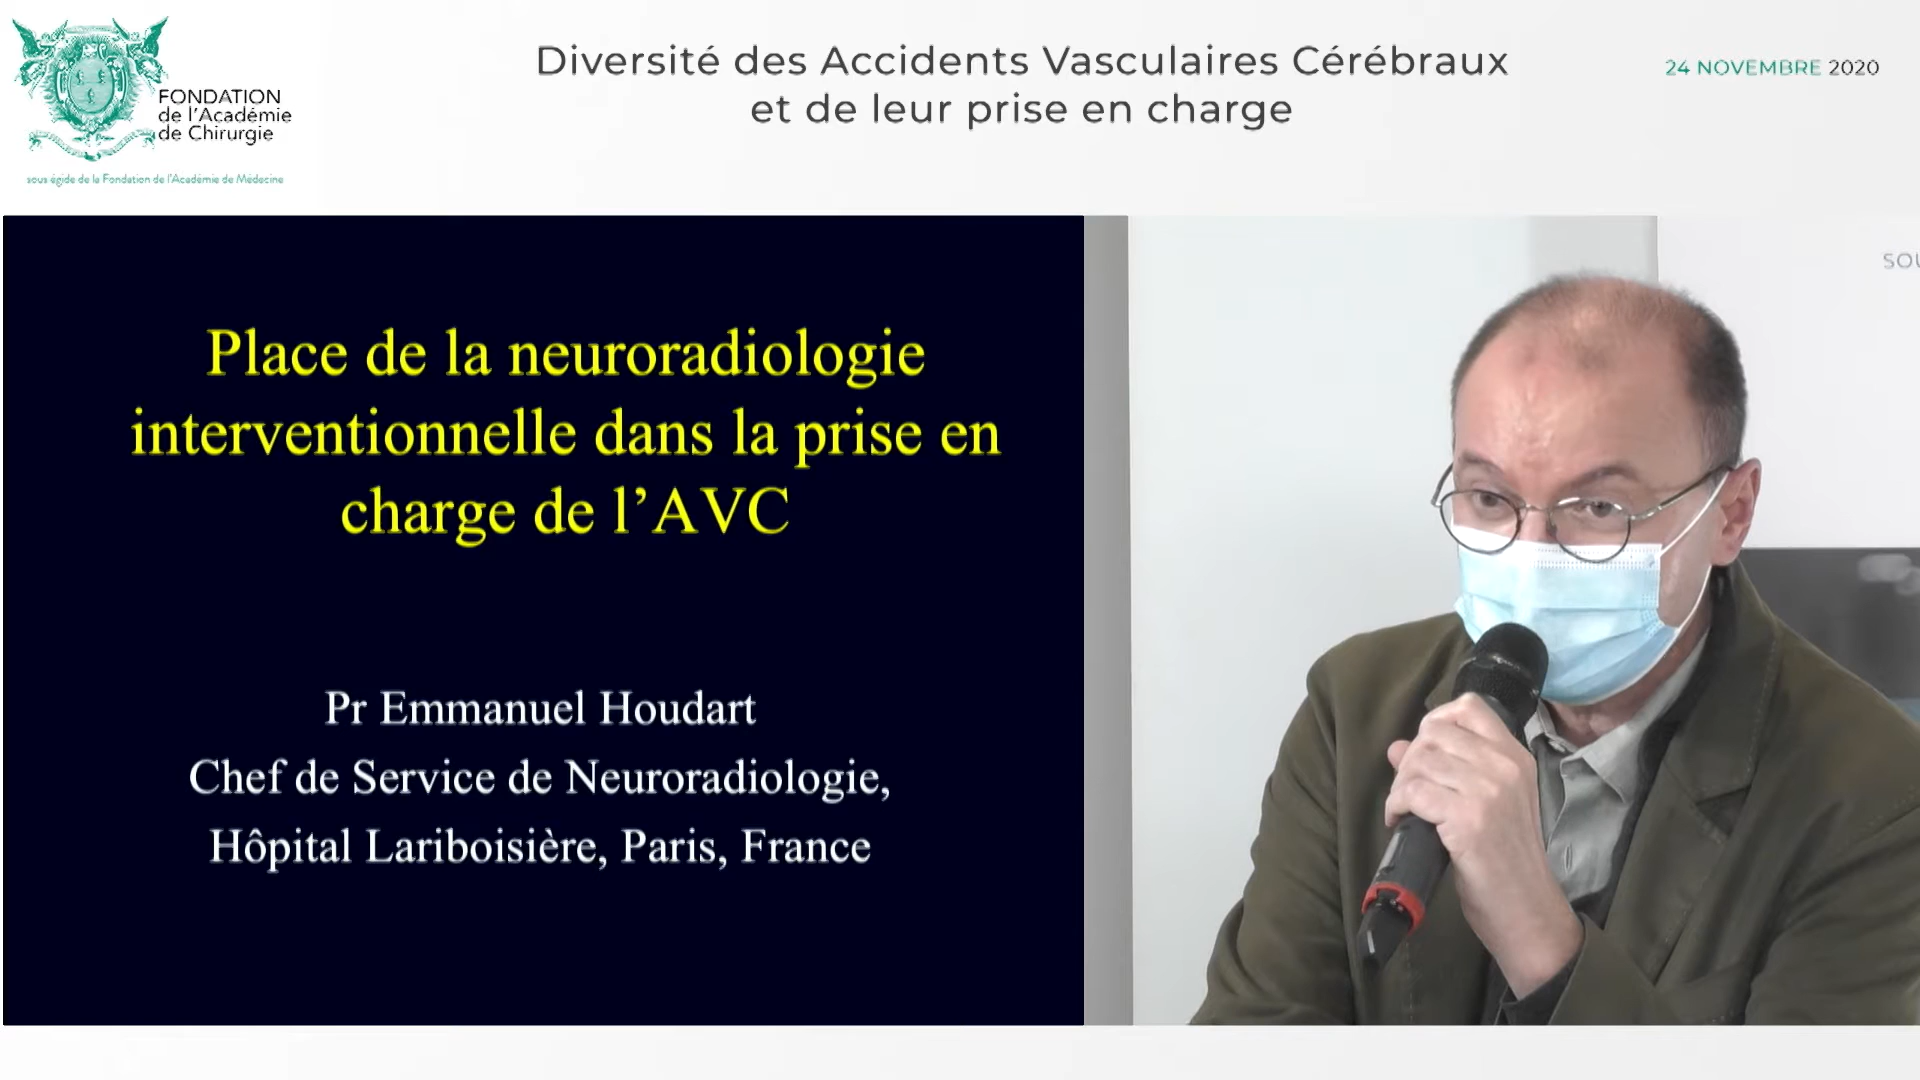 FONDATION
de l'Académie
de Chirurgie
sous égide de la Fondation de l'Académie de Médecine
Diversité des Accidents Vasculaires Cérébraux
et de leur prise en charge
24 NOVEMBRE 2020
Place de la neuroradiologie
interventionnelle dans la prise en
charge de l’AVC
Pr Emmanuel Houdart
Chef de Service de Neuroradiologie,
Hôpital Lariboisière, Paris, France
SOU